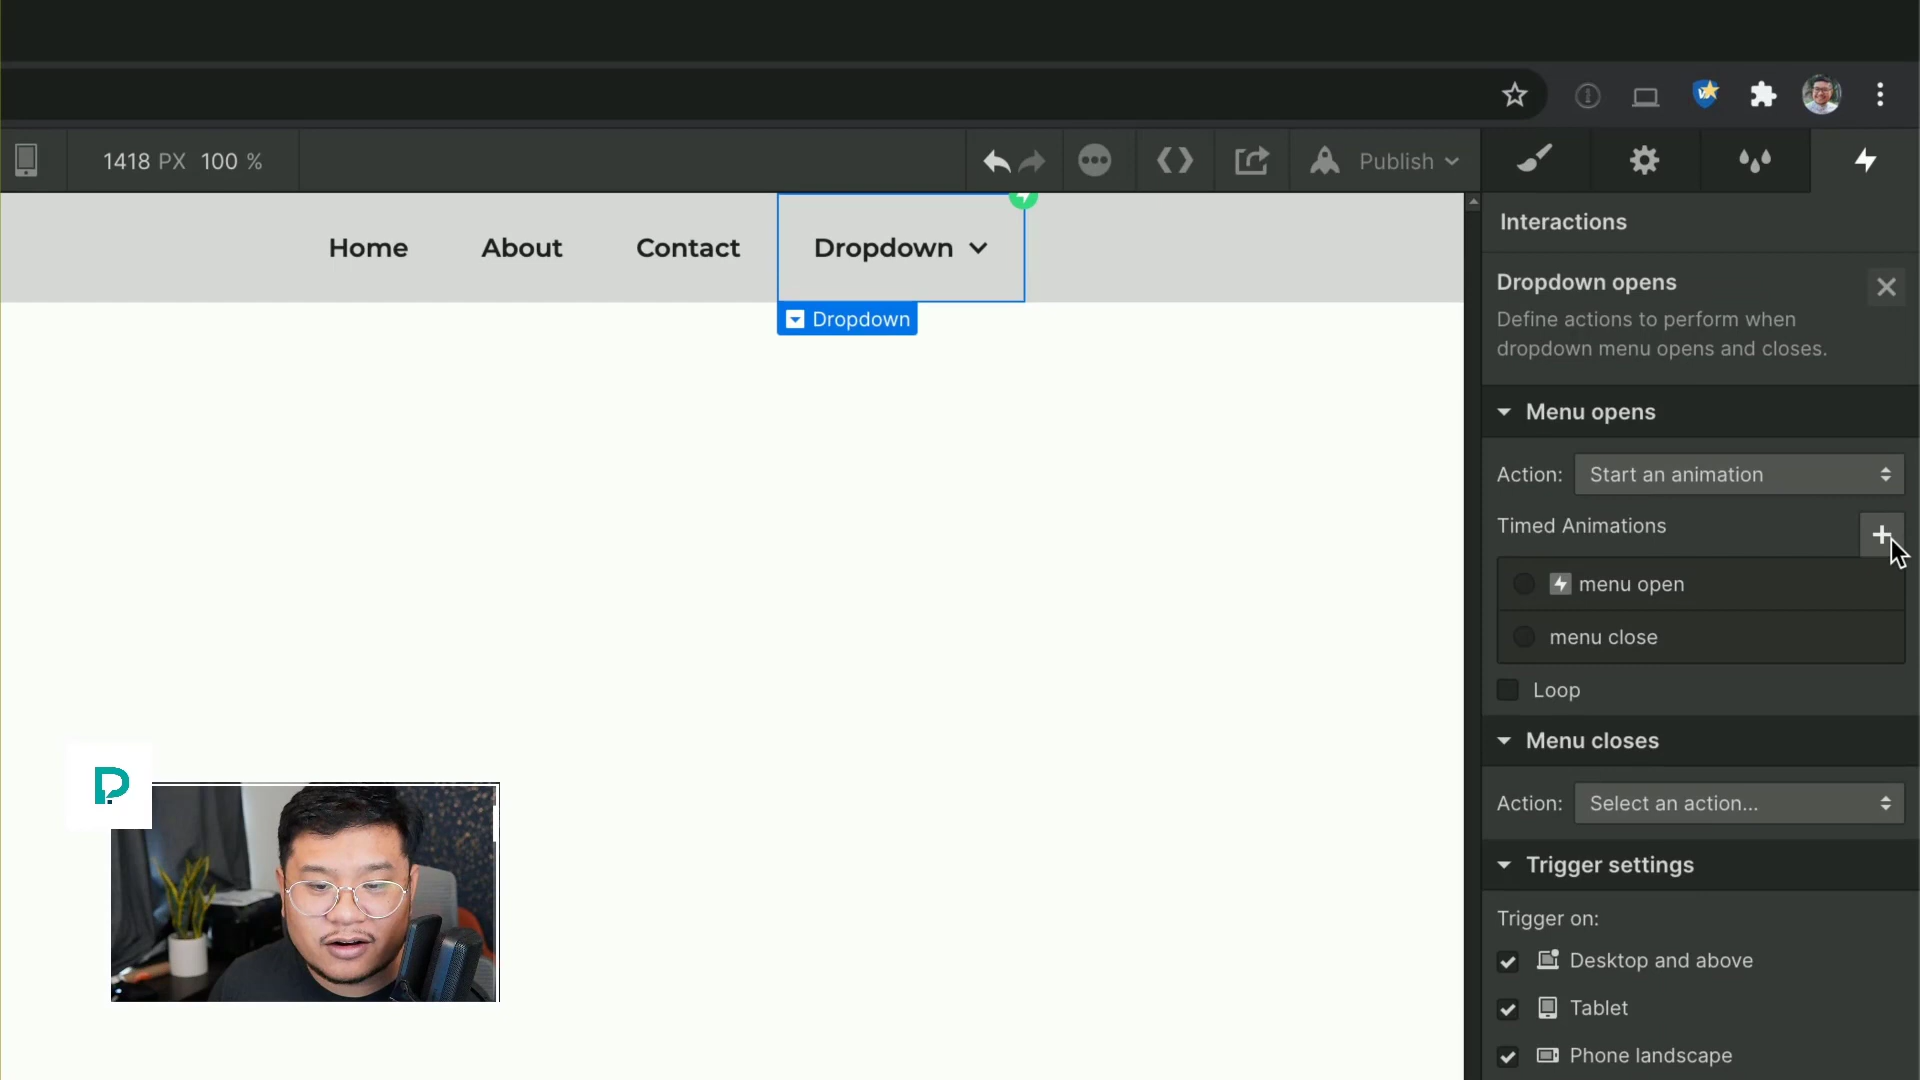 1418 PX 100 %
Publish
Home
About
Contact
Dropdown
Dropdown
Interactions
Dropdown opens
Define actions to perform when
dropdown menu opens and closes.
Menu opens
Action: Start an animation
Timed Animations
menu open
menu close
Loop
Menu closes
Action: Select an action...
Trigger settings
Trigger on:
Desktop and above
Tablet
Phone landscape